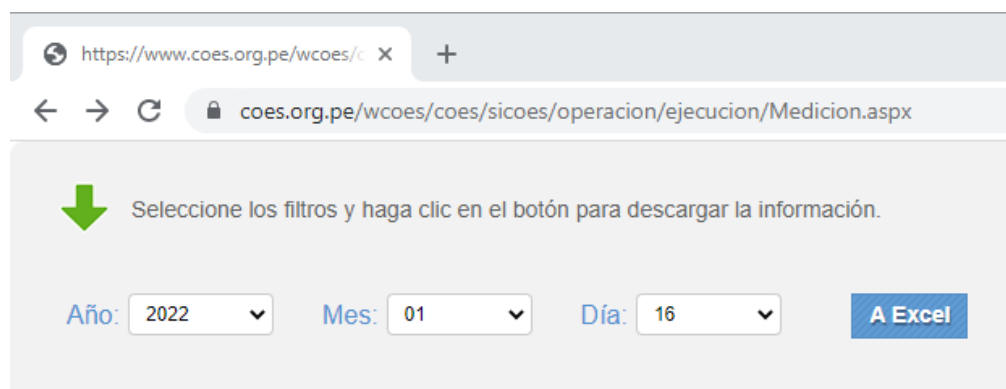 https://www.coes.org.pe/wcoes/c
coes.org.pe/wcoes/coes/sicoes/operacion/ejecucion/Medicion.aspx
Seleccione los filtros y haga clic en el botón para descargar la información.
Año: 2022 Mes: 01 Día: 16 A Excel